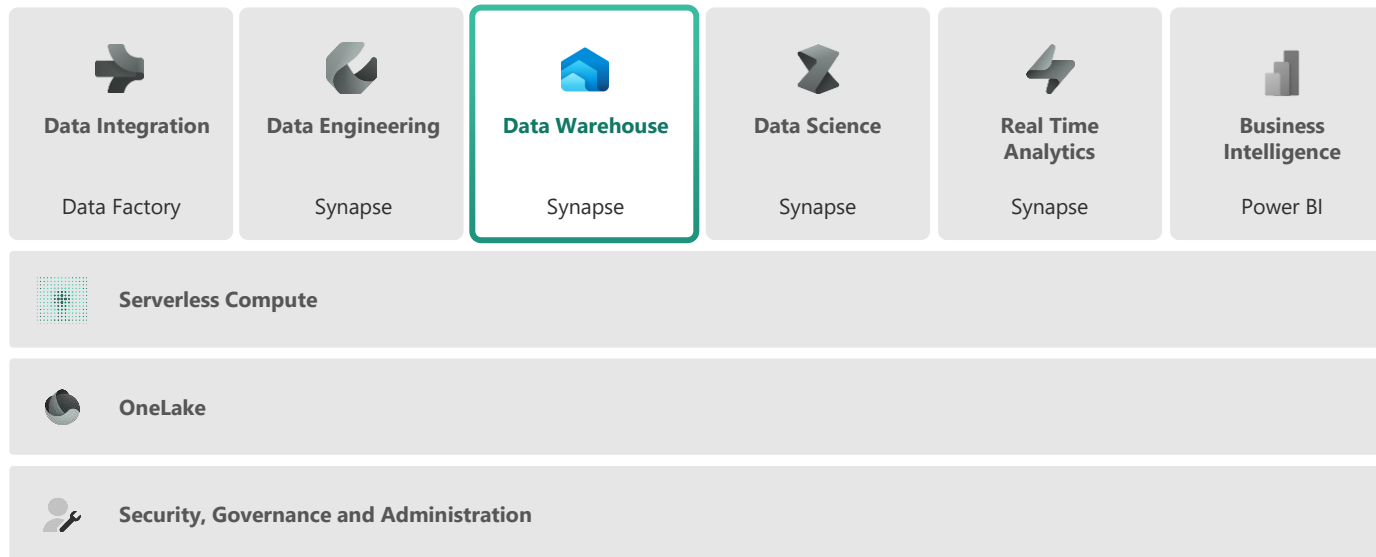 Data Integration
Data Factory
Data Engineering
Synapse
Data Warehouse
Synapse
Data Science
Synapse
Real Time
Analytics
Synapse
Business
Intelligence
Power BI
Serverless Compute
OneLake
Security, Governance and Administration